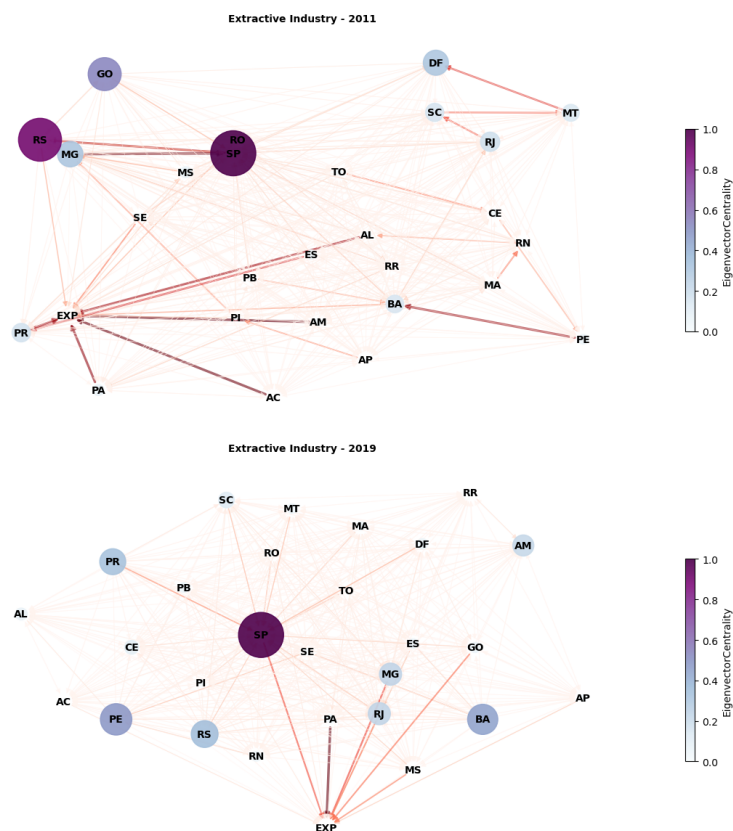 Extractive Industry - 2011
DF
GO
MT
SC
RS
RO
RJ
SP
MG
MS
TO
CE
SE
AL
RN
ES
RR
PB
MA
BA
EXP
PI
AM
PR
PE
AP
PA
AC
1.0
0.8
0.6
0.4
0.2
0.0
EigenvectorCentrality
Extractive Industry - 2019
RR
SC
MT
MA
DF
AM
RO
PR
PB
TO
AL
SP
CE
SE
ES
GO
MG
PI
AP
AC
PE
RJ
PA
BA
RS
RN
MS
EXP
1.0
0.8
0.6
0.4
0.2
0.0
EigenvectorCentrality